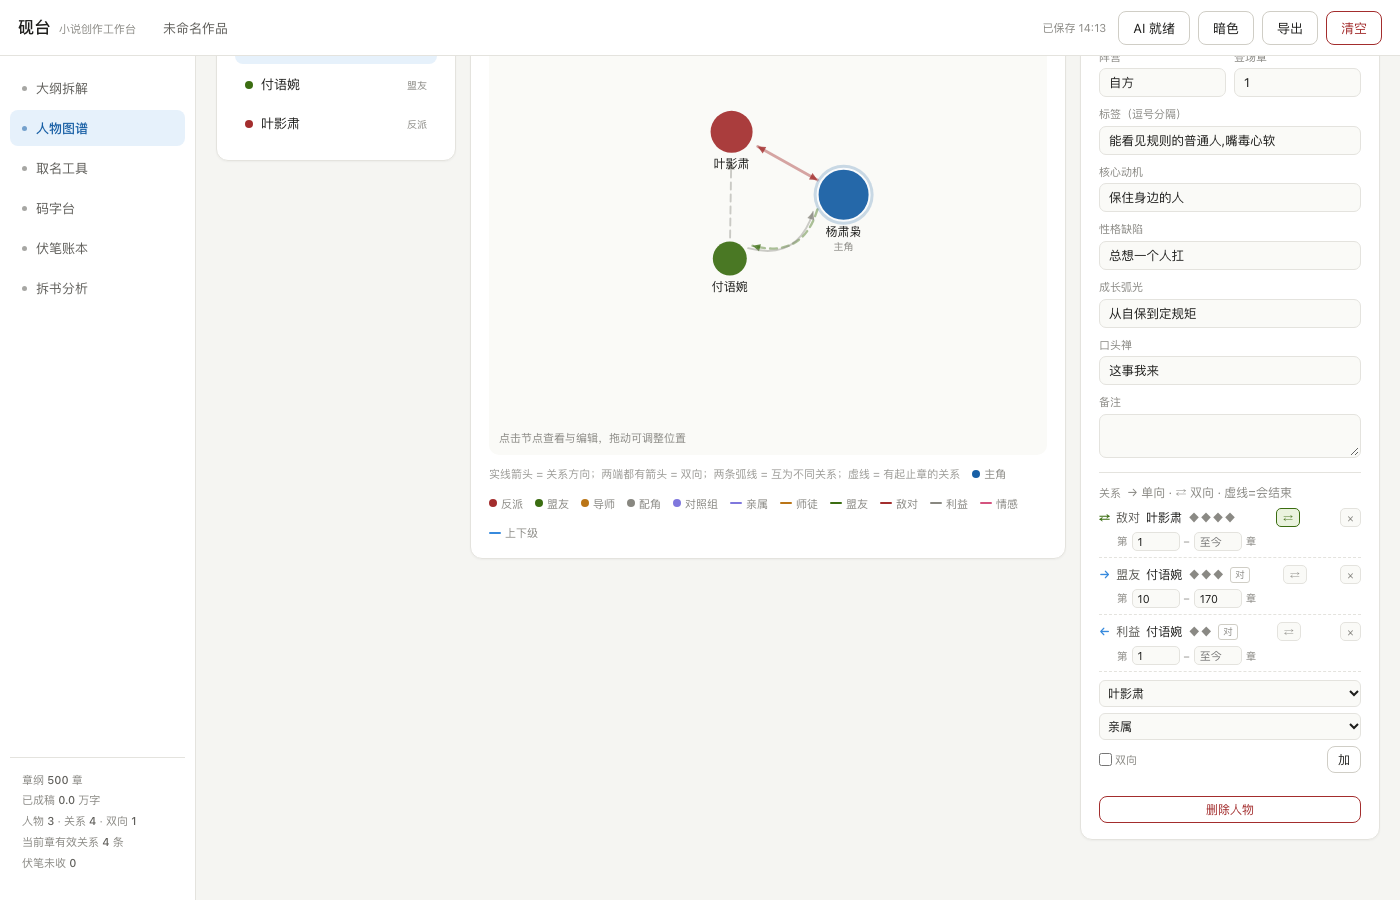 砚台 小说创作工作台 未命名作品 已保存 14:13 AI 就绪 暗色 导出 清空
大纲拆解
人物图谱
取名工具
码字台
伏笔账本
拆书分析
章纲 500 章
已成稿 0.0 万字
人物 3 · 关系 4 · 双向 1
当前章有效关系 4 条
伏笔未收 0
付语婉 盟友
叶影肃 反派
叶影肃
杨肃枭
主角
付语婉
点击节点查看与编辑，拖动可调整位置
实线箭头 = 关系方向；两端都有箭头 = 双向；两条弧线 = 互为不同关系；虚线 = 有起止章的关系 主角
反派 盟友 导师 配角 对照组 亲属 师徒 盟友 敌对 利益 情感
上下级
阵营 登场章
自方 1
标签（逗号分隔）
能看见规则的普通人,嘴毒心软
核心动机
保住身边的人
性格缺陷
总想一个人扛
成长弧光
从自保到定规矩
口头禅
这事我来
备注
关系 → 单向 · ⇄ 双向 · 虚线=会结束
⇄ 敌对 叶影肃 ◆◆◆◆ ⇄ ×
第 1 – 至今 章
→ 盟友 付语婉 ◆◆◆ 对 ⇄ ×
第 10 – 170 章
← 利益 付语婉 ◆◆ 对 ⇄ ×
第 1 – 至今 章
叶影肃
亲属
双向 加
删除人物